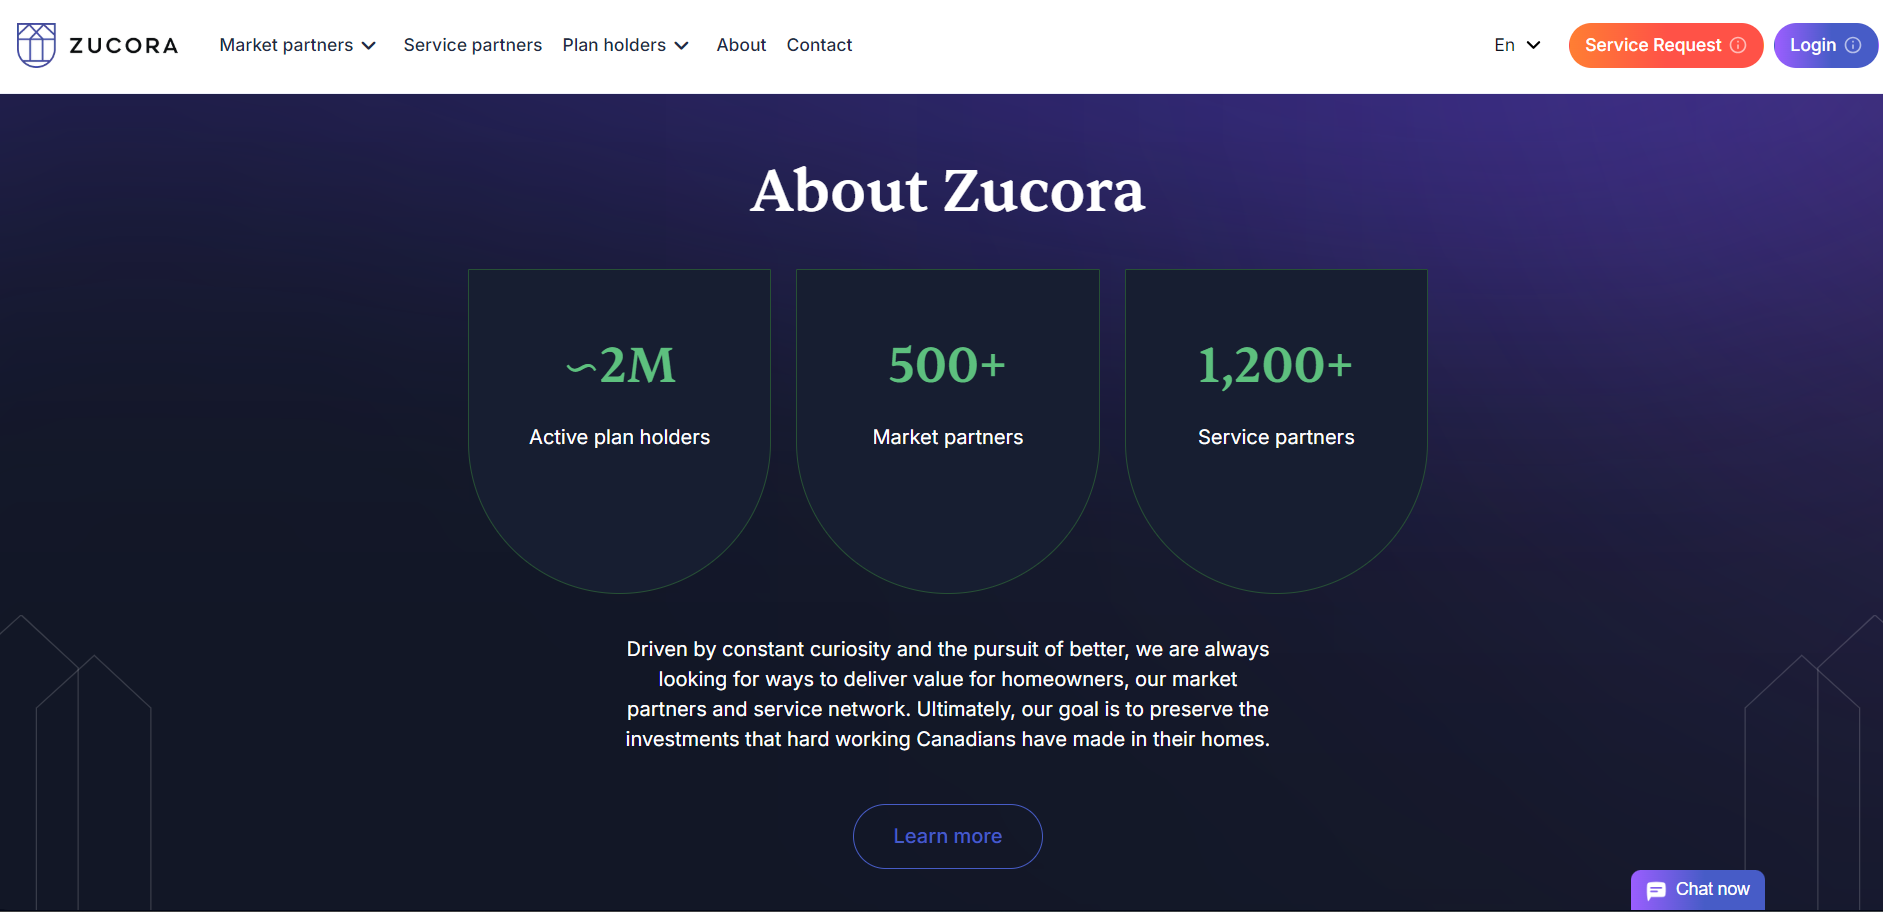 ZUCORA
Market partners
Service partners
Plan holders
About
Contact
En
Service Request
Login
About Zucora
~2M
Active plan holders
500+
Market partners
1,200+
Service partners
Driven by constant curiosity and the pursuit of better, we are always
looking for ways to deliver value for homeowners, our market
partners and service network. Ultimately, our goal is to preserve the
investments that hard working Canadians have made in their homes.
Learn more
Chat now